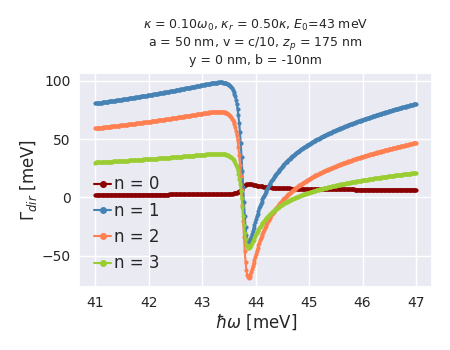 κ = 0.10ω₀, κᵣ = 0.50κ, E₀=43 meV
a = 50 nm, v = c/10, zₚ = 175 nm
y = 0 nm, b = -10nm
100
50
0
−50
Γ_dir [meV]
n = 0
n = 1
n = 2
n = 3
41 42 43 44 45 46 47
ħω [meV]